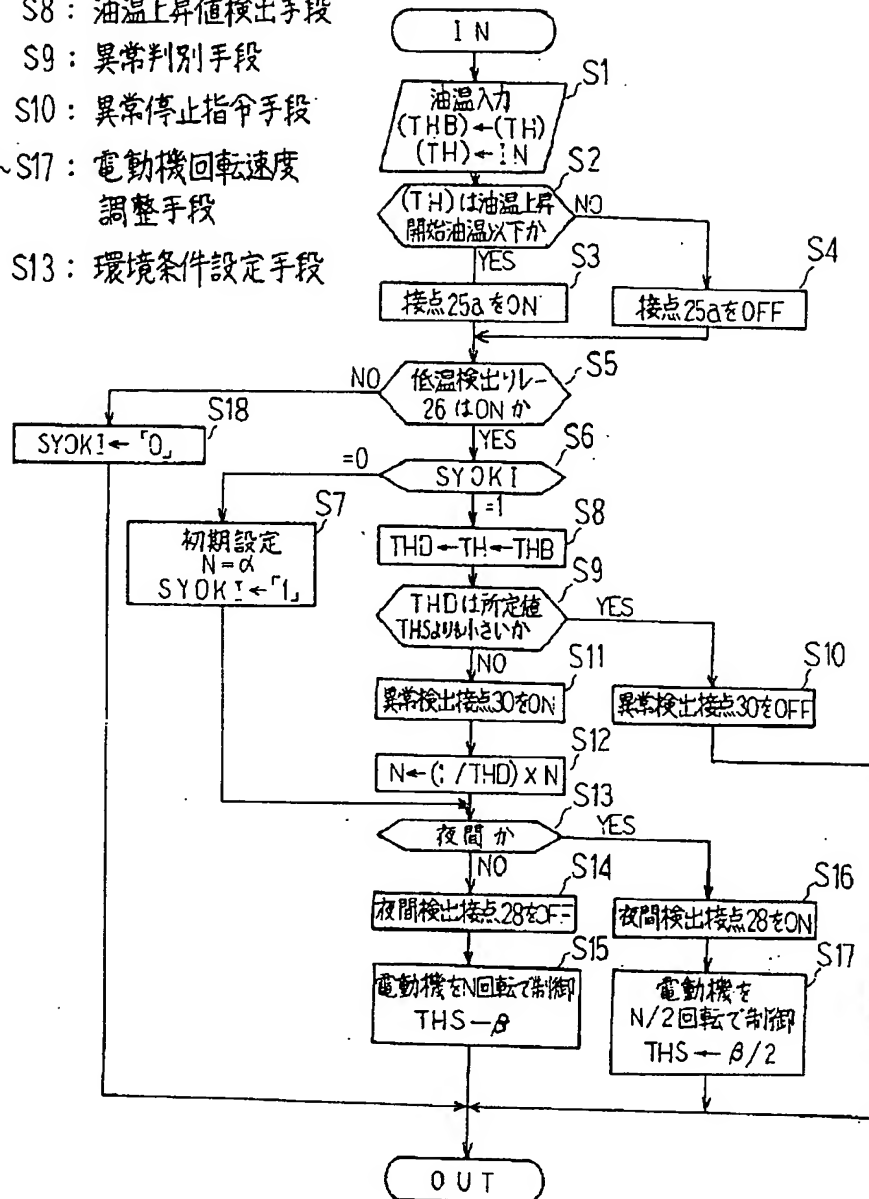 S8: 油温上昇値検出手段
S9: 異常判別手段
S10: 異常停止指令手段
~S17: 電動機回転速度
調整手段
S13: 環境条件設定手段
IN
S1
油温入力
(THB)←(TH)
(TH)←IN
S2
(TH)は油温上昇
開始油温以下か
NO
YES
S3
接点25aをON
S4
接点25aをOFF
S5
低温検出リレー
26はONか
NO
YES
S18
SYOKI←「0」
S6
SYOKI
=0
=1
S7
初期設定
N=α
SYOKI←「1」
S8
THD←TH←THB
S9
THDは所定値
THSよりも小さいか
YES
NO
S10
異常検出接点30をOFF
S11
異常検出接点30をON
S12
N←(1/THD)×N
S13
夜間か
YES
NO
S14
夜間検出接点28をOFF
S16
夜間検出接点28をON
S15
電動機をN回転で制御
THS←β
S17
電動機を
N/2回転で制御
THS←β/2
OUT